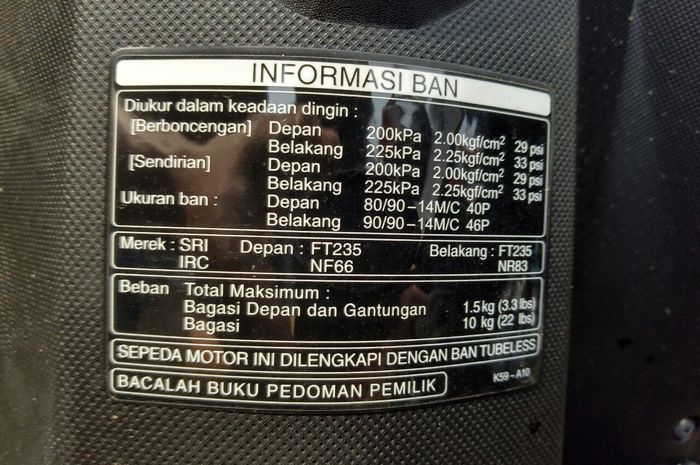 INFORMASI BAN
Diukur dalam keadaan dingin :
[Berboncengan] Depan 200kPa 2.00kgf/cm² 29 psi
Belakang 225kPa 2.25kgf/cm² 33 psi
[Sendirian] Depan 200kPa 2.00kgf/cm² 29 psi
Belakang 225kPa 2.25kgf/cm² 33 psi
Ukuran ban : Depan 80/90–14M/C 40P
Belakang 90/90–14M/C 46P
Merek : SRI Depan : FT235 Belakang : FT235
IRC NF66 NR83
Beban Total Maksimum :
Bagasi Depan dan Gantungan 1.5kg (3.3 lbs)
Bagasi 10 kg (22 lbs)
SEPEDA MOTOR INI DILENGKAPI DENGAN BAN TUBELESS
BACALAH BUKU PEDOMAN PEMILIK K59–A10